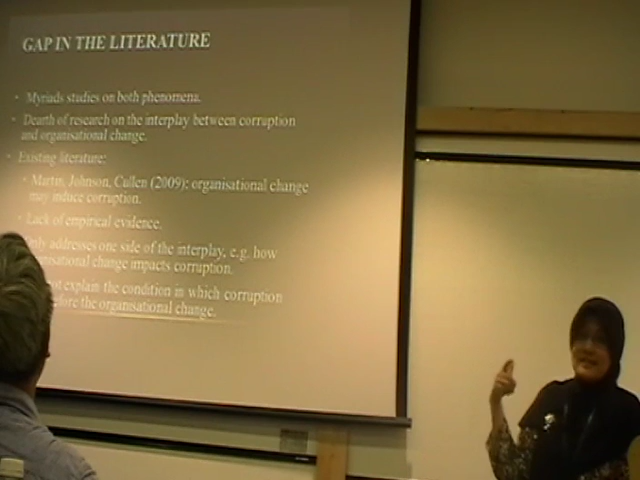 GAP IN THE LITERATURE
• Myriads studies on both phenomena.
• Dearth of research on the interplay between corruption
and organisational change.
• Existing literature:
• Martin, Johnson, Cullen (2009): organisational change
may induce corruption.
• Lack of empirical evidence.
only addresses one side of the interplay, e.g. how
change impacts corruption.
explain the condition in which corruption
the organisational change.